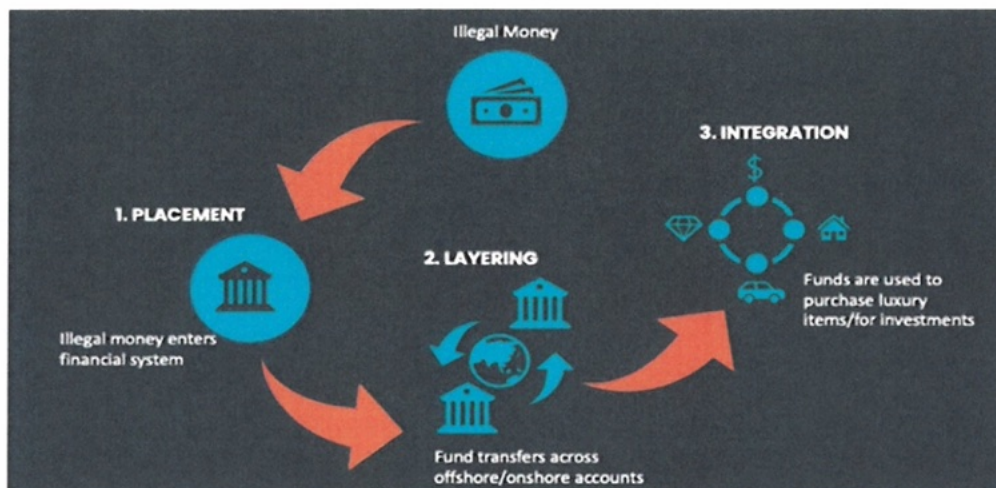 Illegal Money
1. PLACEMENT
Illegal money enters
financial system
2. LAYERING
Fund transfers across
offshore/onshore accounts
3. INTEGRATION
$
Funds are used to
purchase luxury
items/for investments